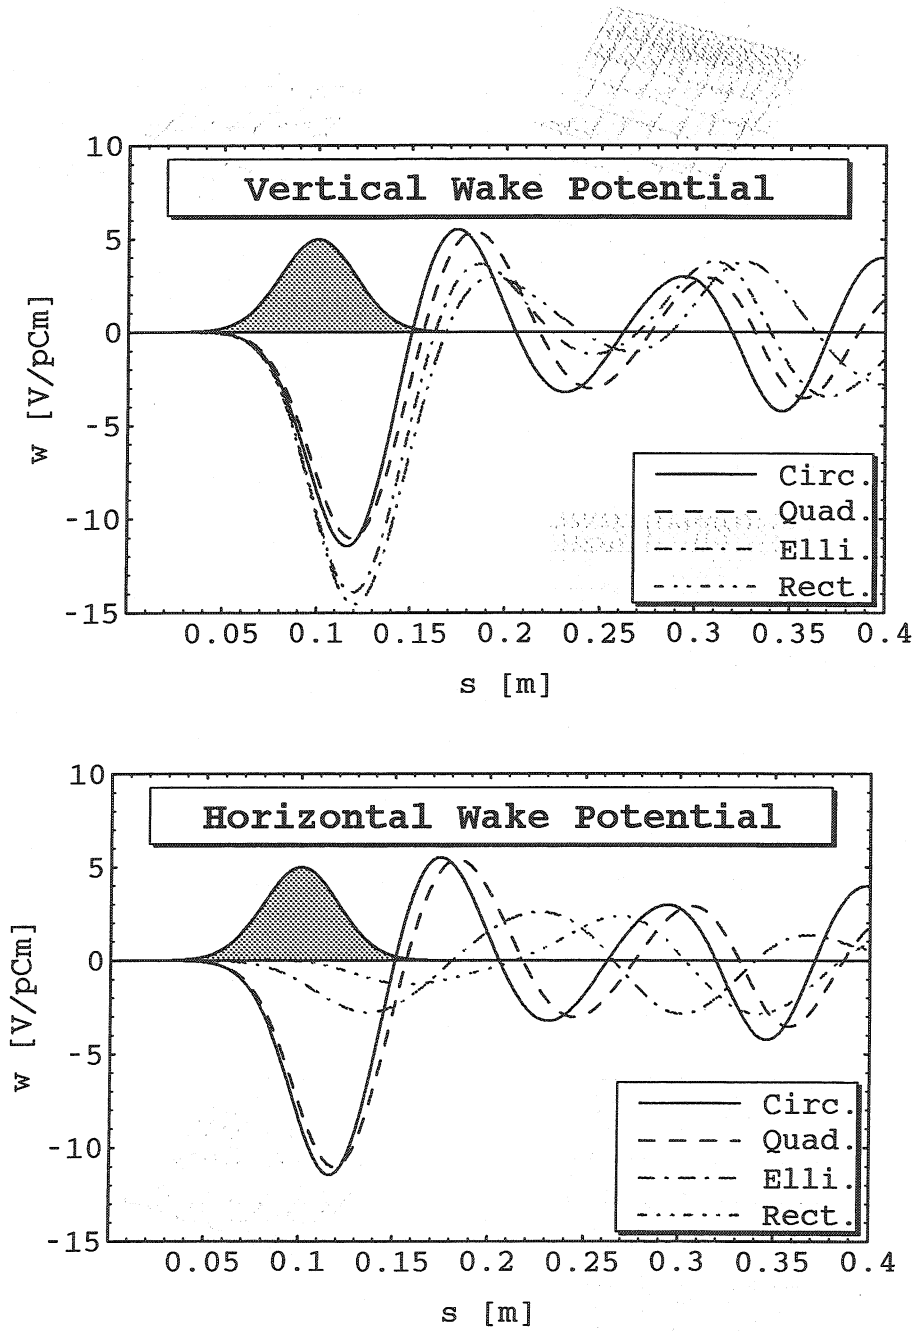 Vertical Wake Potential
10
5
0
-5
-10
-15
w [V/pCm]
Circ.
Quad.
Elli.
Rect.
0.05 0.1 0.15 0.2 0.25 0.3 0.35 0.4
s [m]
Horizontal Wake Potential
10
5
0
-5
-10
-15
w [V/pCm]
Circ.
Quad.
Elli.
Rect.
0.05 0.1 0.15 0.2 0.25 0.3 0.35 0.4
s [m]